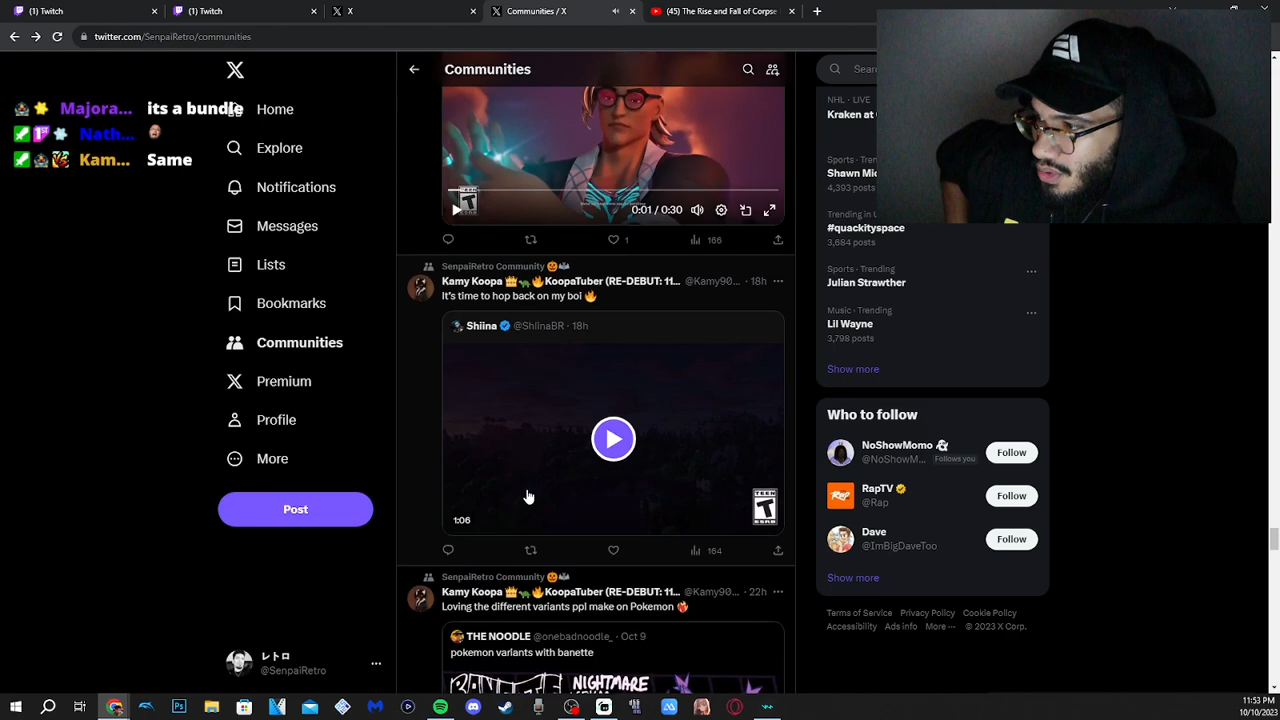 (1) Twitch
(1) Twitch
X
Communities / X
(45) The Rise and Fall of Corpse
twitter.com/SenpaiRetro/communities
Majora... its a bundle
Nath...
Kam... Same
Home
Explore
Notifications
Messages
Lists
Bookmarks
Communities
Premium
Profile
More
Post
レトロ
@SenpaiRetro
Communities
TEEN
T
ESRB
0:01 / 0:30
1
166
SenpaiRetro Community
Kamy Koopa KoopaTuber (RE-DEBUT: 11... @Kamy90... · 18h
It's time to hop back on my boi
Shiina @ShiinaBR · 18h
1:06
TEEN
T
ESRB
164
SenpaiRetro Community
Kamy Koopa KoopaTuber (RE-DEBUT: 11... @Kamy90... · 22h
Loving the different variants ppl make on Pokemon
THE NOODLE @onebadnoodle_ · Oct 9
pokemon variants with banette
BANETTE
NIGHTMARE
Sear
NHL · LIVE
Kraken at
Sports · Tren
Shawn Mic
4,393 posts
Trending in U
#quackityspace
3,684 posts
Sports · Trending
Julian Strawther
Music · Trending
Lil Wayne
3,798 posts
Show more
Who to follow
NoShowMomo
@NoShowM... Follows you
Follow
RapTV
@Rap
Follow
Dave
@ImBigDaveToo
Follow
Show more
Terms of Service Privacy Policy Cookie Policy
Accessibility Ads info More ··· © 2023 X Corp.
11:53 PM
10/10/2023